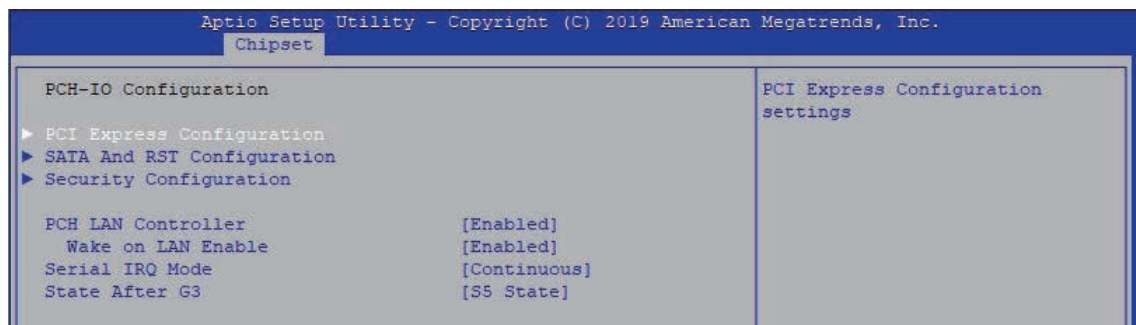 Aptio Setup Utility - Copyright (C) 2019 American Megatrends, Inc.
Chipset
PCH-IO Configuration
PCI Express Configuration
SATA And RST Configuration
Security Configuration
PCH LAN Controller [Enabled]
Wake on LAN Enable [Enabled]
Serial IRQ Mode [Continuous]
State After G3 [S5 State]
PCI Express Configuration
settings